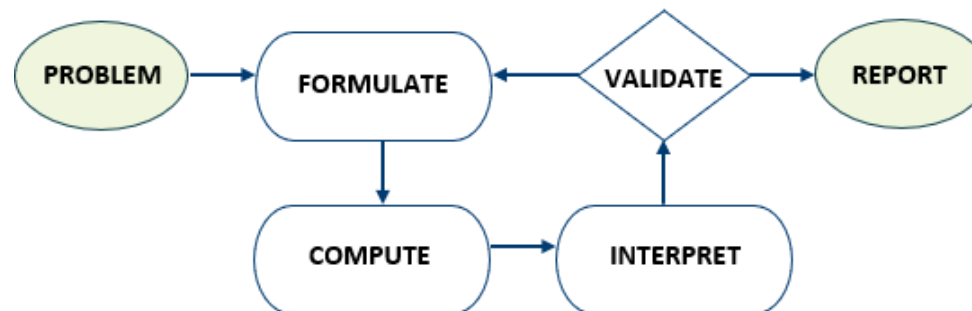 PROBLEM
FORMULATE
VALIDATE
REPORT
COMPUTE
INTERPRET